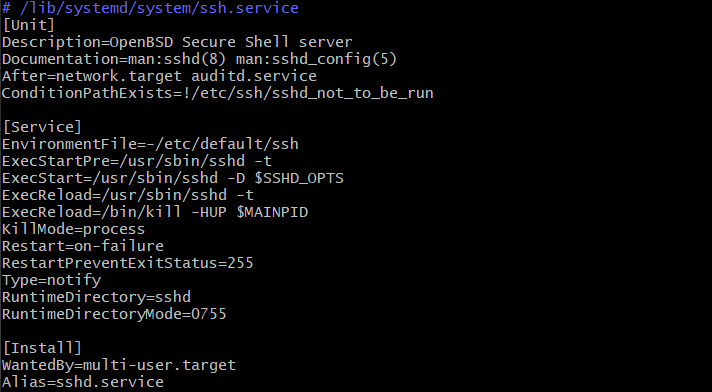 # /lib/systemd/system/ssh.service
[Unit]
Description=OpenBSD Secure Shell server
Documentation=man:sshd(8) man:sshd_config(5)
After=network.target auditd.service
ConditionPathExists=!/etc/ssh/sshd_not_to_be_run

[Service]
EnvironmentFile=-/etc/default/ssh
ExecStartPre=/usr/sbin/sshd -t
ExecStart=/usr/sbin/sshd -D $SSHD_OPTS
ExecReload=/usr/sbin/sshd -t
ExecReload=/bin/kill -HUP $MAINPID
KillMode=process
Restart=on-failure
RestartPreventExitStatus=255
Type=notify
RuntimeDirectory=sshd
RuntimeDirectoryMode=0755

[Install]
WantedBy=multi-user.target
Alias=sshd.service